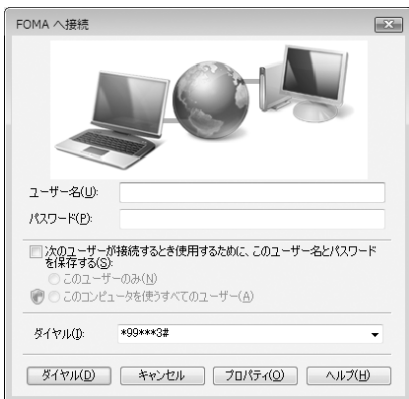 FOMA へ接続
ユーザー名(U):
パスワード(P):
次のユーザーが接続するとき使用するために、このユーザー名とパスワード
を保存する(S):
このユーザーのみ(N)
このコンピュータを使うすべてのユーザー(A)
ダイヤル(I): *99***3#
ダイヤル(D) キャンセル プロパティ(O) ヘルプ(H)